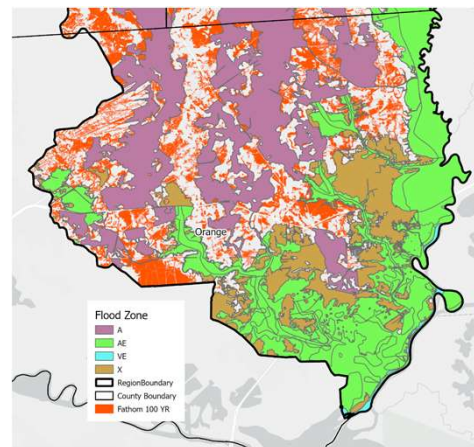 Orange
Flood Zone
A
AE
VE
X
RegionBoundary
County Boundary
Fathom 100 YR